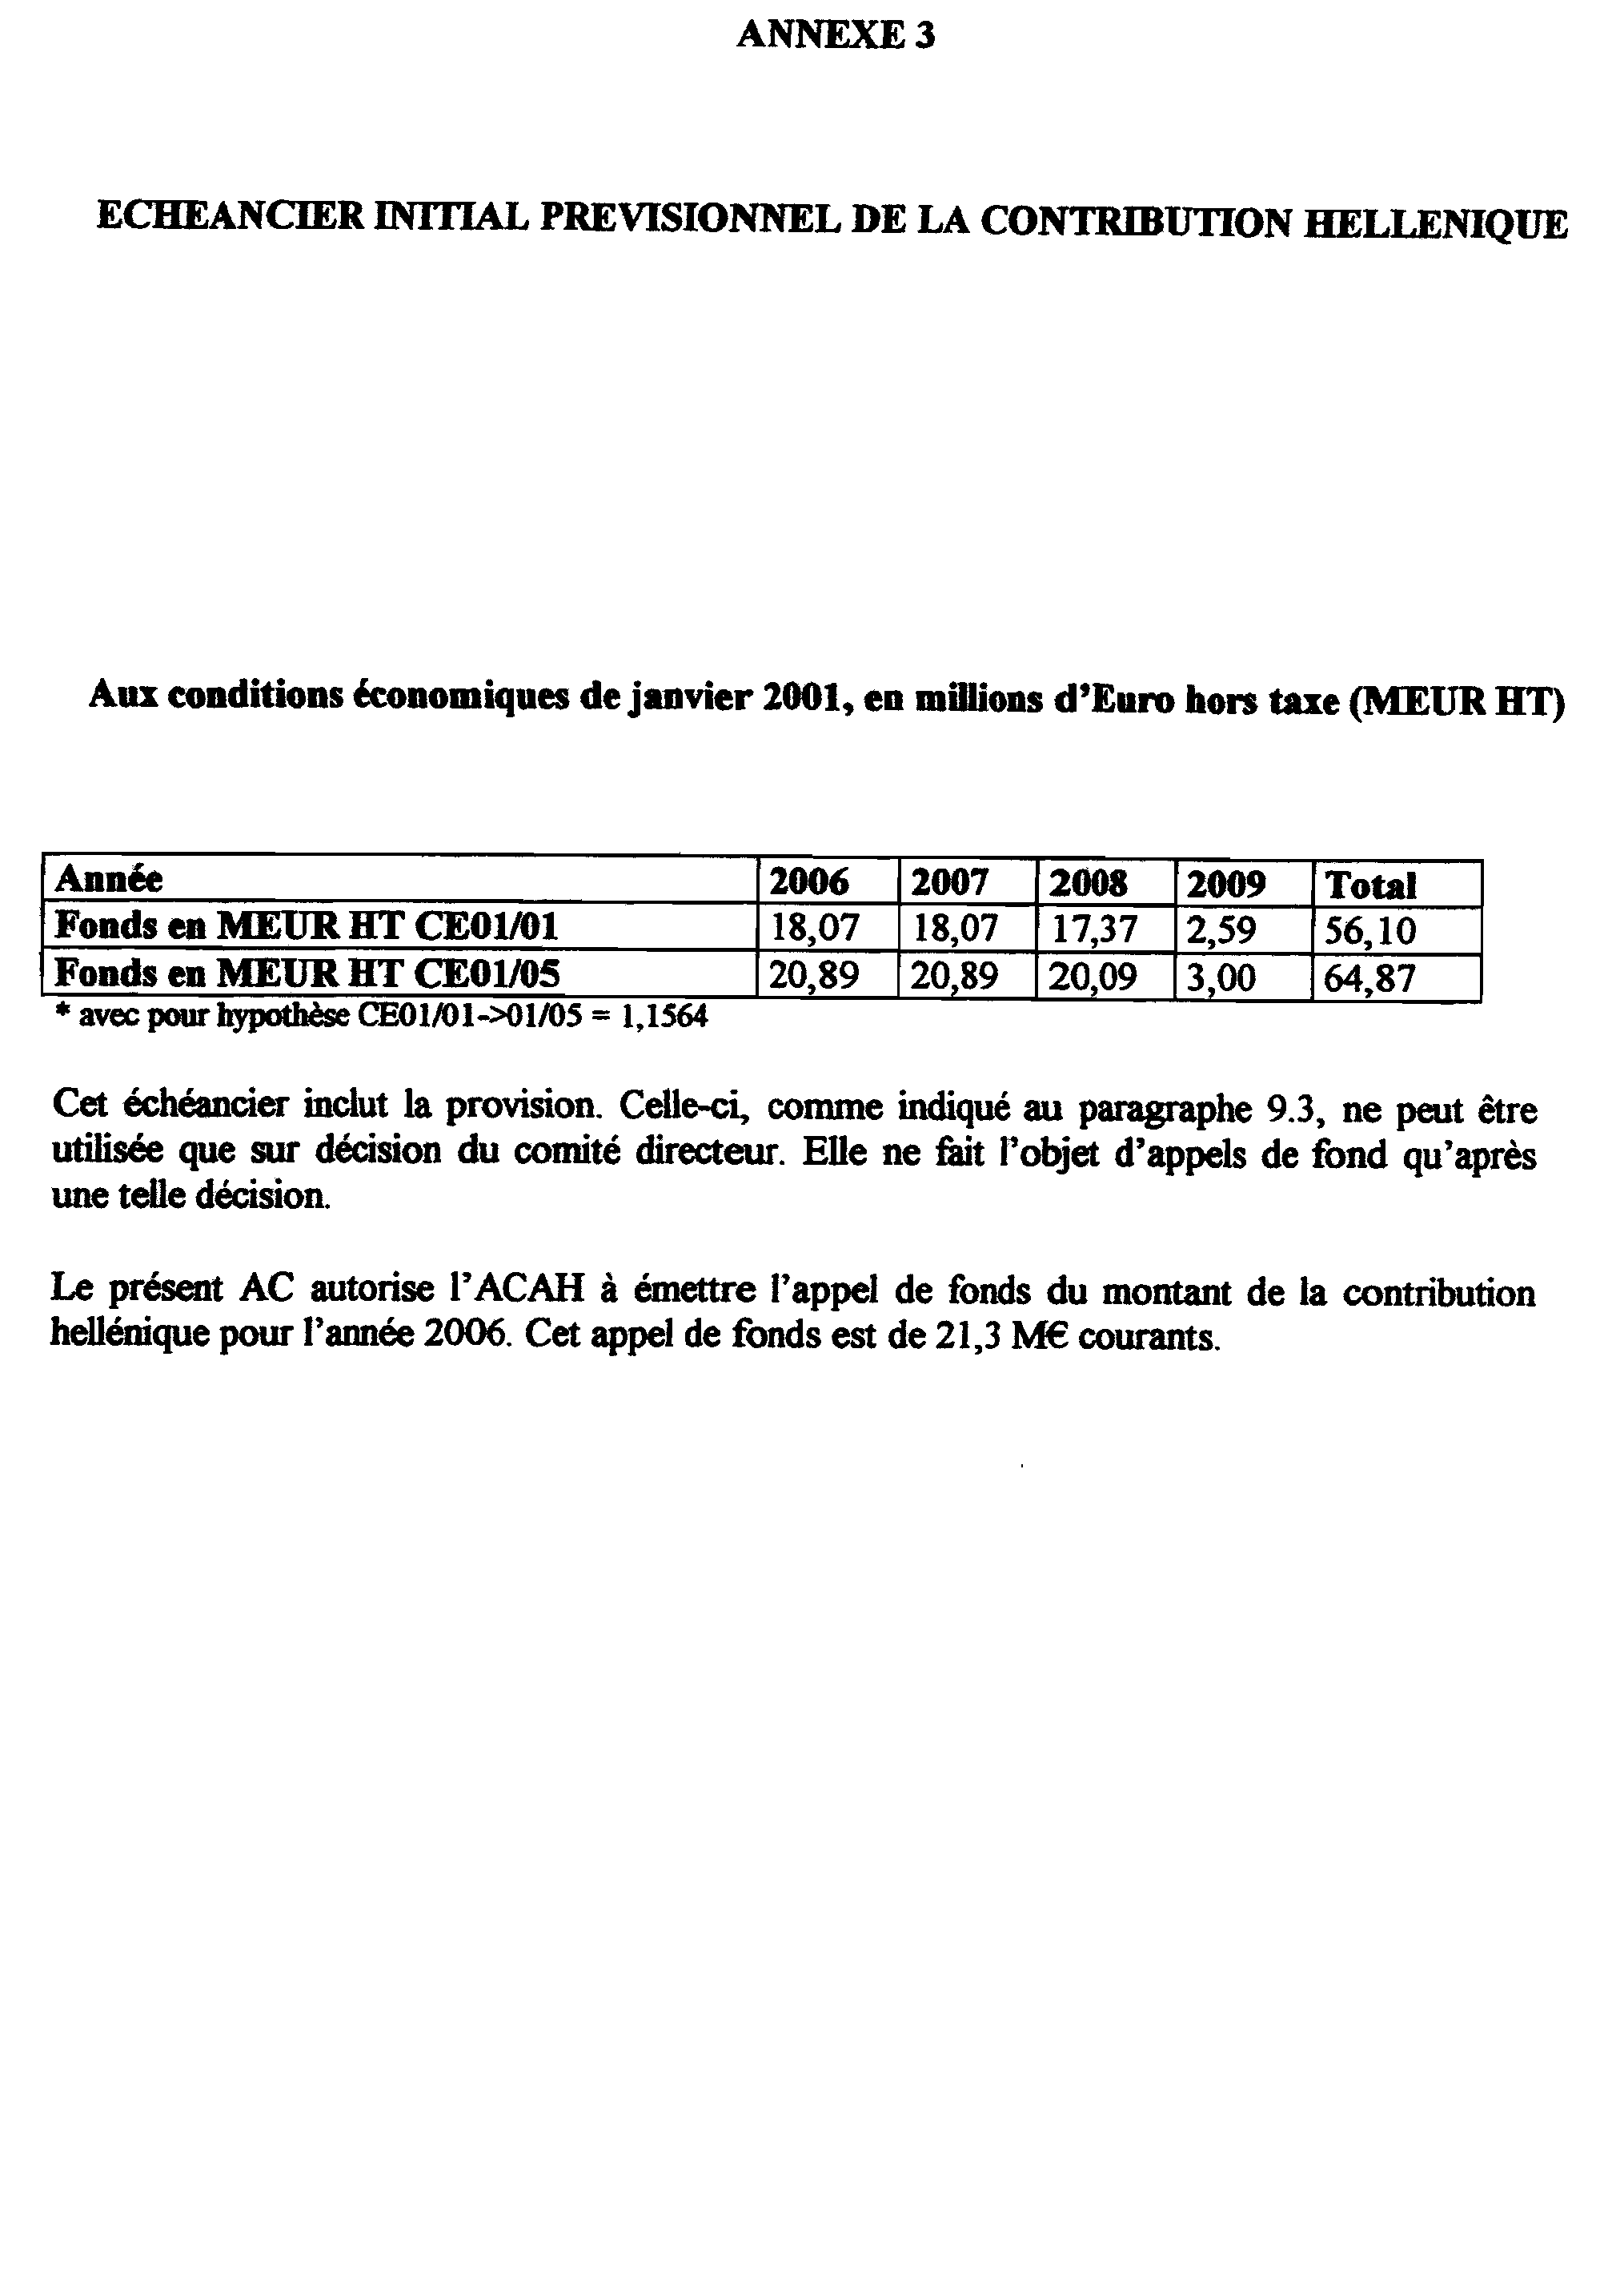 ANNEXE 3
ECHEANCIER INITIAL PREVISIONNEL DE LA CONTRIBUTION HELLENIQUE
Aux conditions économiques de janvier 2001, en millions d'Euro hors taxe (MEUR HT)
Année 2006 2007 2008 2009 Total
Fonds en MEUR HT CE01/01 18,07 18,07 17,37 2,59 56,10
Fonds en MEUR HT CE01/05 20,89 20,89 20,09 3,00 64,87
* avec pour hypothèse CE01/01->01/05 = 1,1564
Cet échéancier inclut la provision. Celle-ci, comme indiqué au paragraphe 9.3, ne peut être
utilisée que sur décision du comité directeur. Elle ne fait l'objet d'appels de fond qu'après
une telle décision.
Le présent AC autorise l'ACAH à émettre l'appel de fonds du montant de la contribution
hellénique pour l'année 2006. Cet appel de fonds est de 21,3 M€ courants.